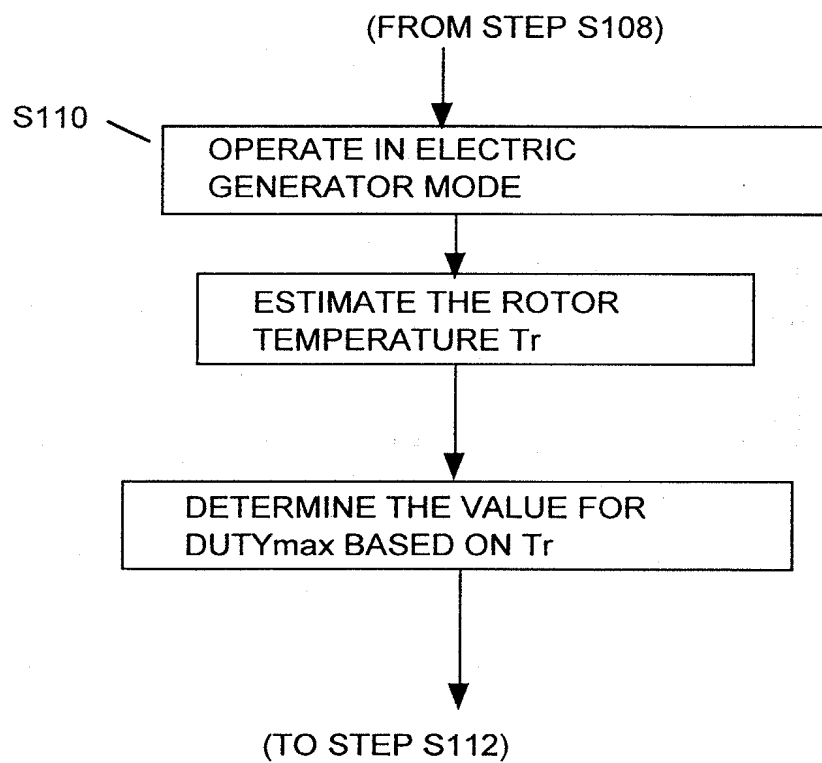 (FROM STEP S108)
S110
OPERATE IN ELECTRIC
GENERATOR MODE
ESTIMATE THE ROTOR
TEMPERATURE Tr
DETERMINE THE VALUE FOR
DUTYmax BASED ON Tr
(TO STEP S112)